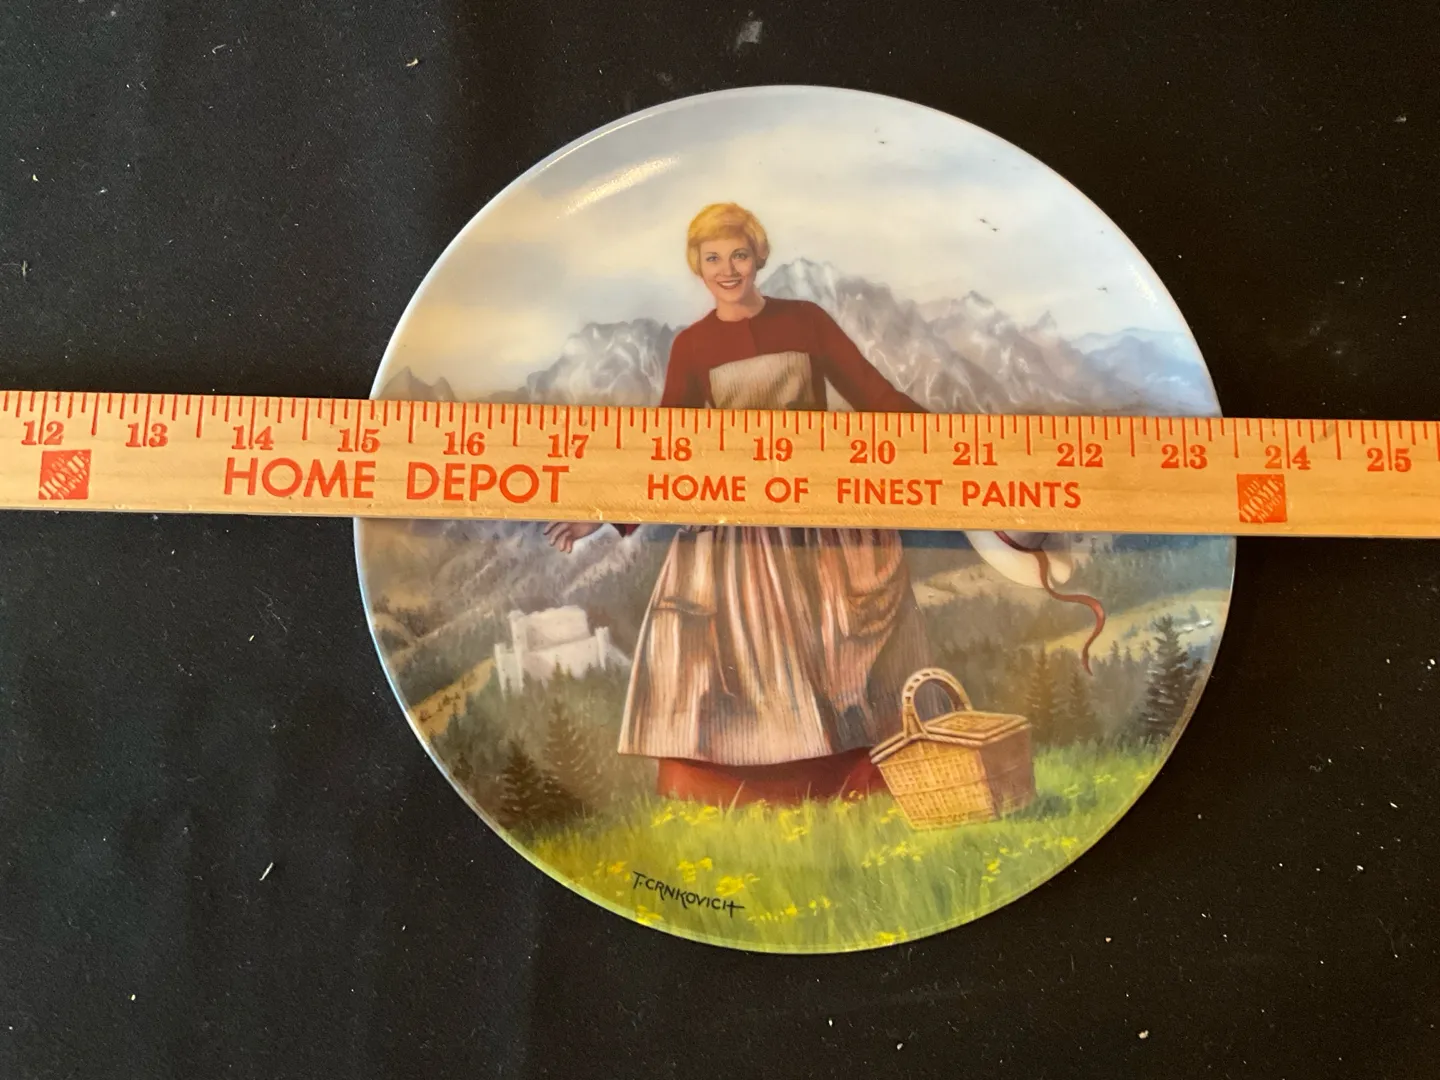 12 13 14 15 16 17 18 19 20 21 22 23 24 25
HOME DEPOT HOME OF FINEST PAINTS
T. CRNKOVICH